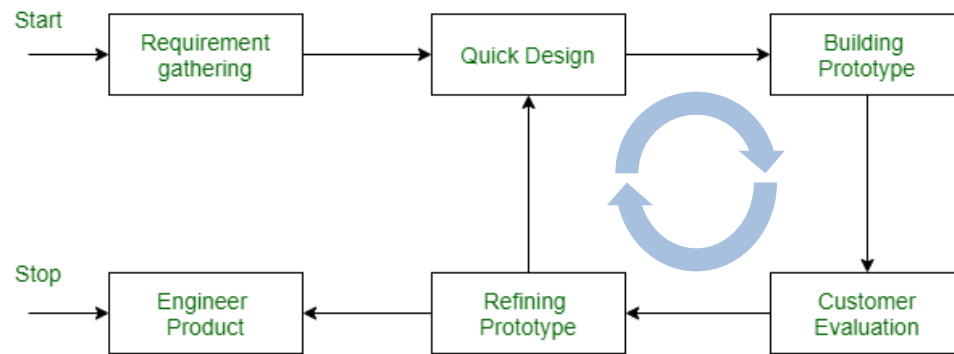 Start
Requirement
gathering
Quick Design
Building
Prototype
Stop
Engineer
Product
Refining
Prototype
Customer
Evaluation